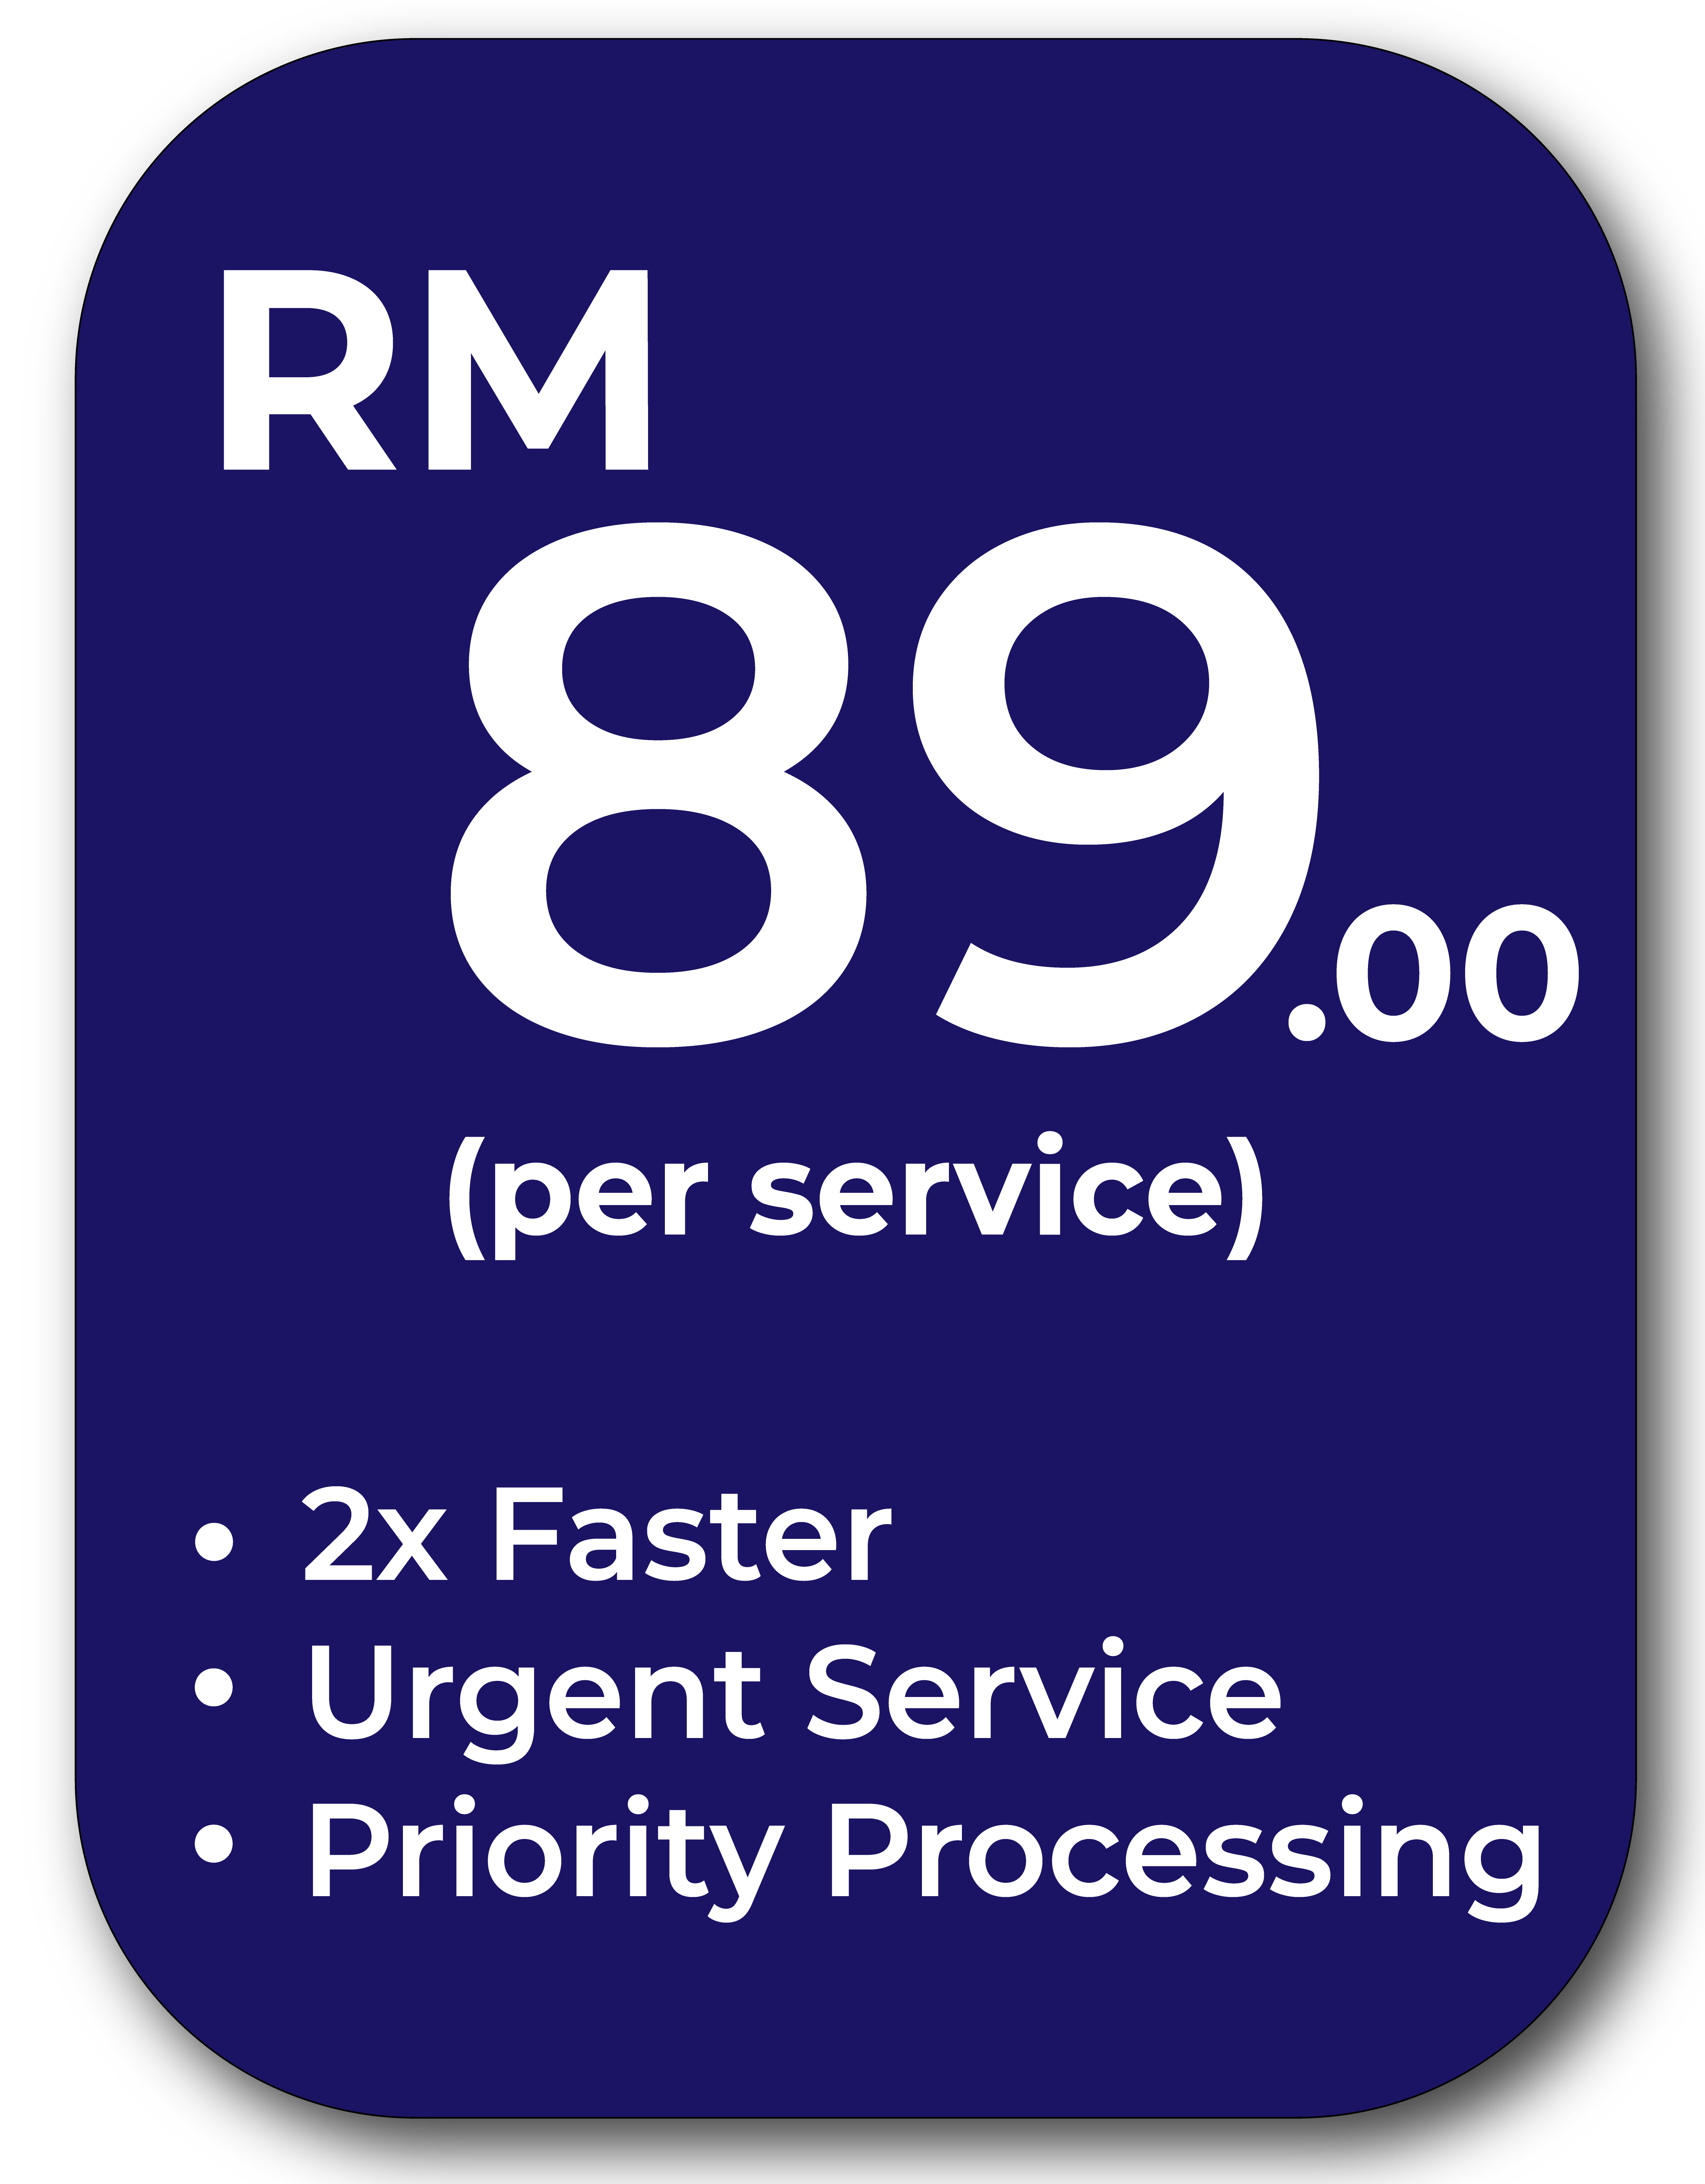 RM
89.00
(per service)
• 2x Faster
• Urgent Service
• Priority Processing